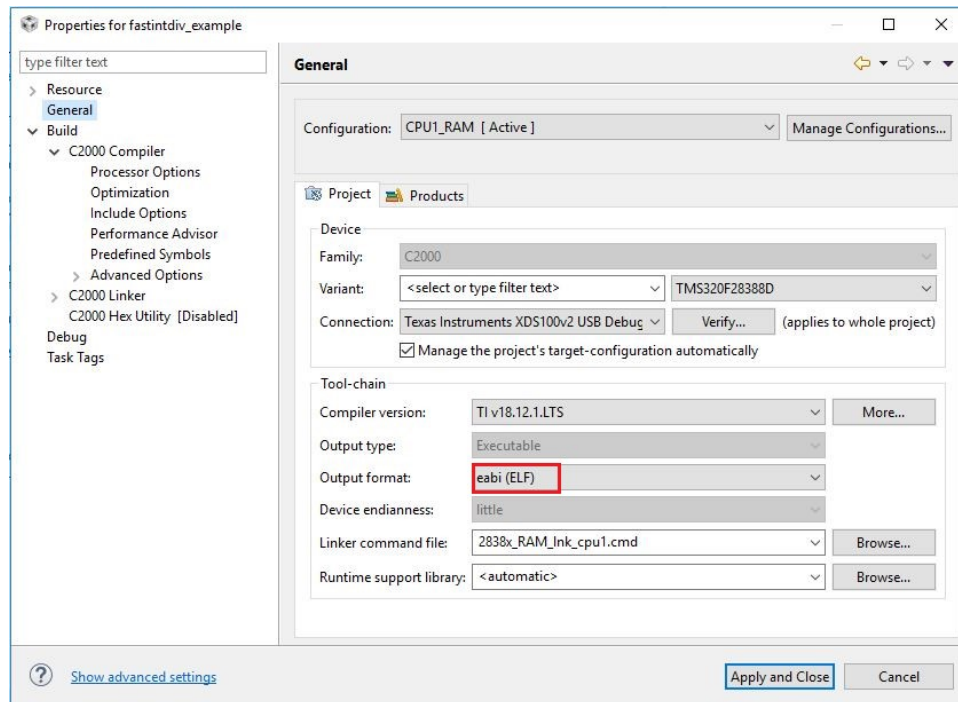 Properties for fastintdiv_example
type filter text
Resource
General
Build
C2000 Compiler
Processor Options
Optimization
Include Options
Performance Advisor
Predefined Symbols
Advanced Options
C2000 Linker
C2000 Hex Utility [Disabled]
Debug
Task Tags
General
Configuration: CPU1_RAM [ Active ] Manage Configurations...
Project Products
Device
Family: C2000
Variant: <select or type filter text> TMS320F28388D
Connection: Texas Instruments XDS100v2 USB Debug Verify... (applies to whole project)
Manage the project's target-configuration automatically
Tool-chain
Compiler version: TI v18.12.1.LTS More...
Output type: Executable
Output format: eabi (ELF)
Device endianness: little
Linker command file: 2838x_RAM_lnk_cpu1.cmd Browse...
Runtime support library: <automatic> Browse...
? Show advanced settings Apply and Close Cancel